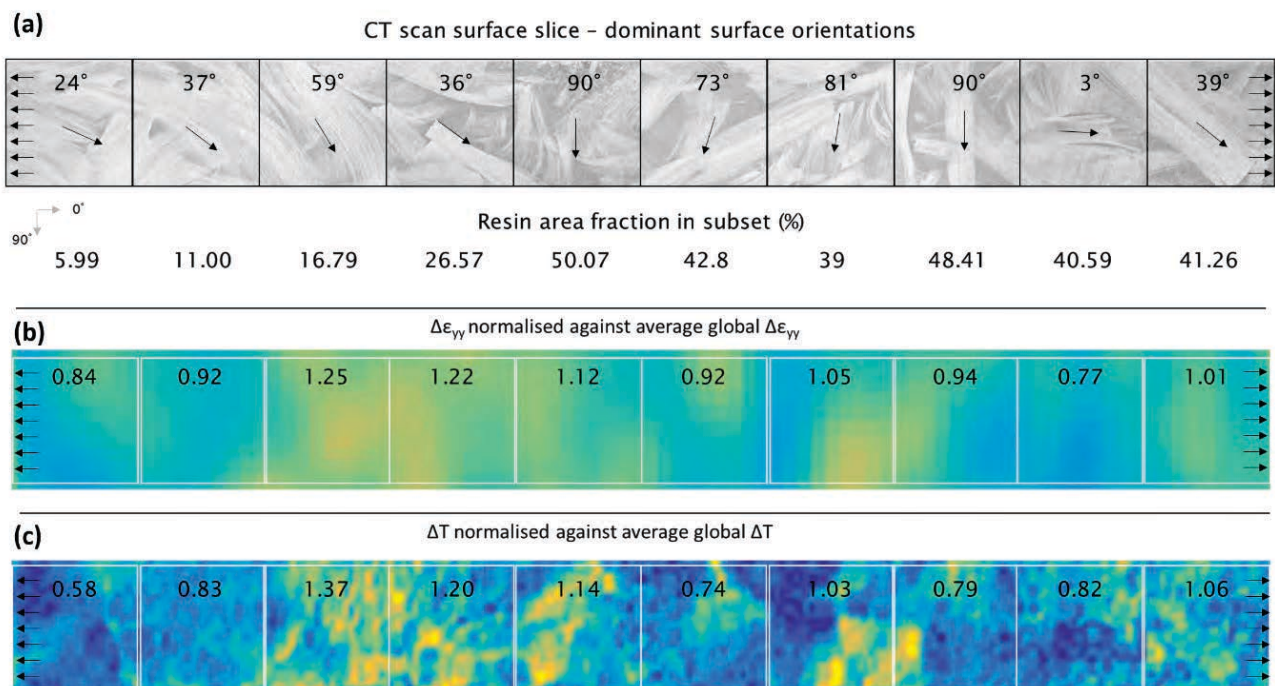 (a)
CT scan surface slice – dominant surface orientations
24° 37° 59° 36° 90° 73° 81° 90° 3° 39°
0°
90°
Resin area fraction in subset (%)
5.99 11.00 16.79 26.57 50.07 42.8 39 48.41 40.59 41.26
(b)
Δεyy normalised against average global Δεyy
0.84 0.92 1.25 1.22 1.12 0.92 1.05 0.94 0.77 1.01
(c)
ΔT normalised against average global ΔT
0.58 0.83 1.37 1.20 1.14 0.74 1.03 0.79 0.82 1.06